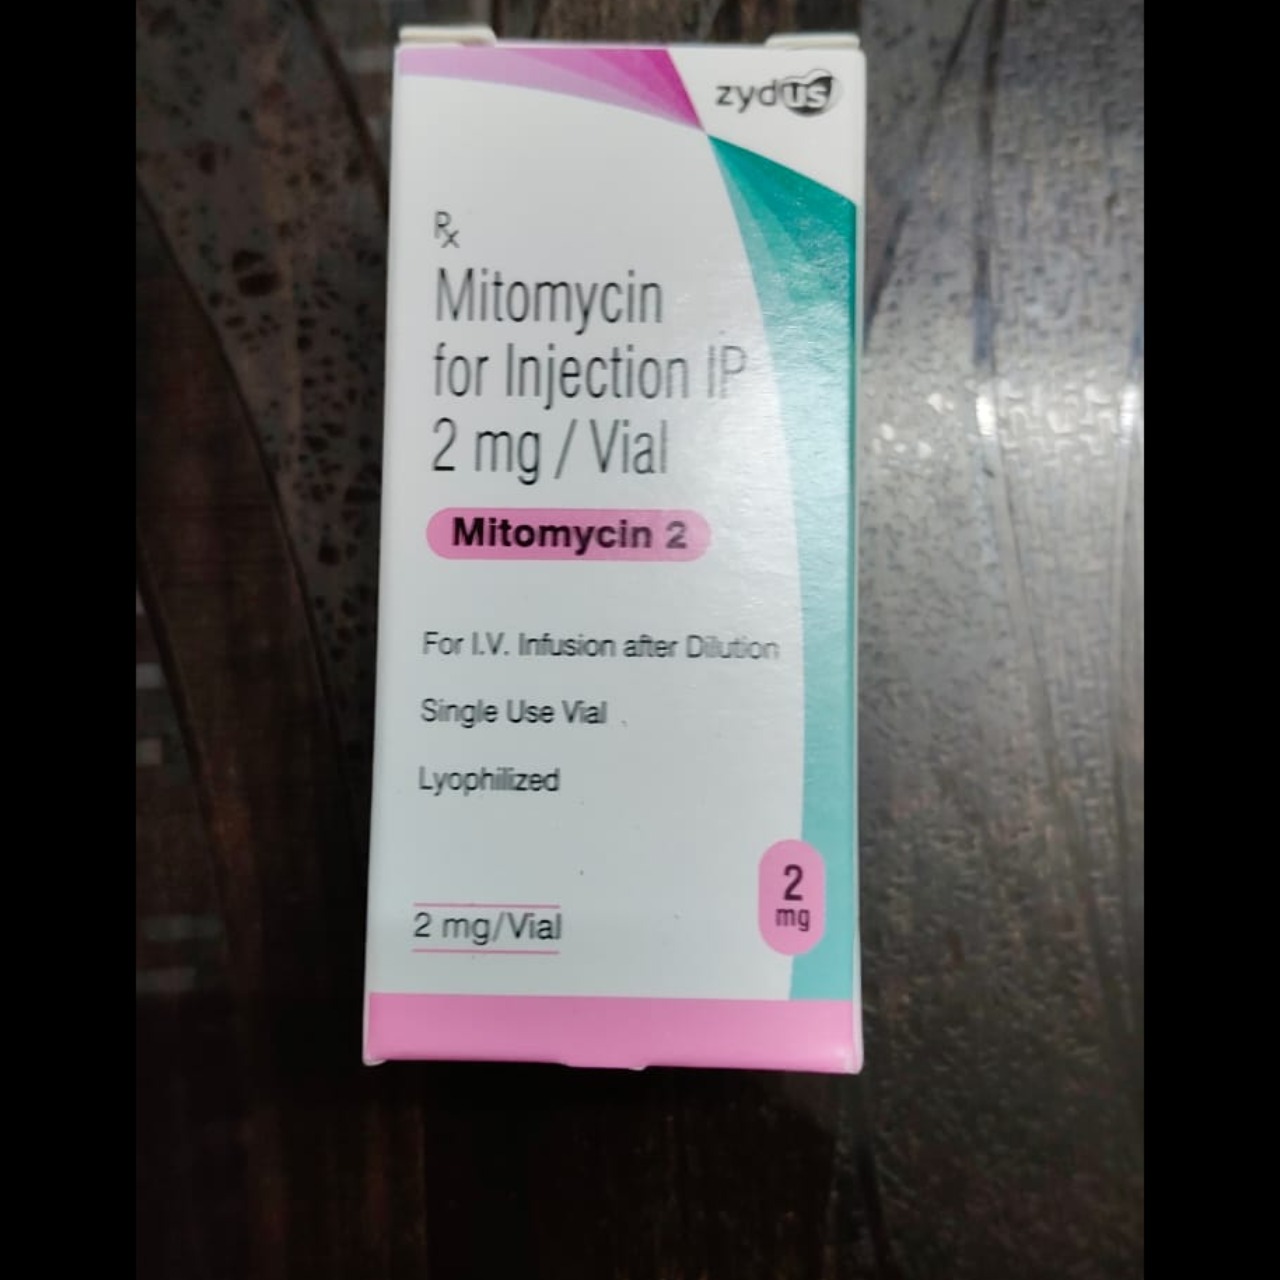 zydus
Rx
Mitomycin
for Injection IP
2 mg / Vial
Mitomycin 2
For I.V. Infusion after Dilution
Single Use Vial
Lyophilized
2
mg
2 mg/Vial